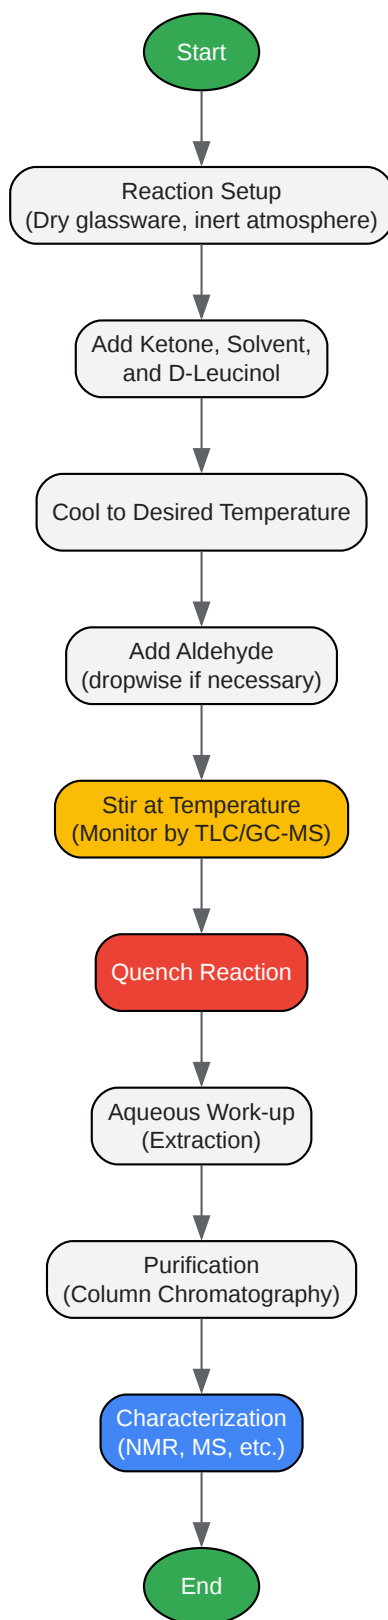 Start
Reaction Setup
(Dry glassware, inert atmosphere)
Add Ketone, Solvent,
and D-Leucinol
Cool to Desired Temperature
Add Aldehyde
(dropwise if necessary)
Stir at Temperature
(Monitor by TLC/GC-MS)
Quench Reaction
Aqueous Work-up
(Extraction)
Purification
(Column Chromatography)
Characterization
(NMR, MS, etc.)
End